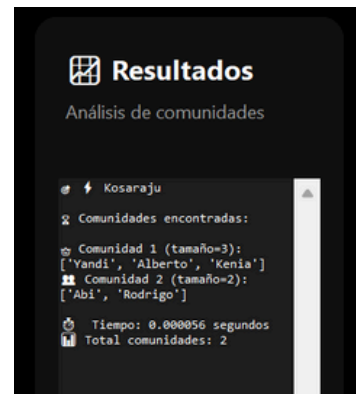 Resultados
Análisis de comunidades
Kosaraju
Comunidades encontradas:
Comunidad 1 (tamaño=3):
['Yandi', 'Alberto', 'Kenia']
Comunidad 2 (tamaño=2):
['Abi', 'Rodrigo']
Tiempo: 0.000056 segundos
Total comunidades: 2